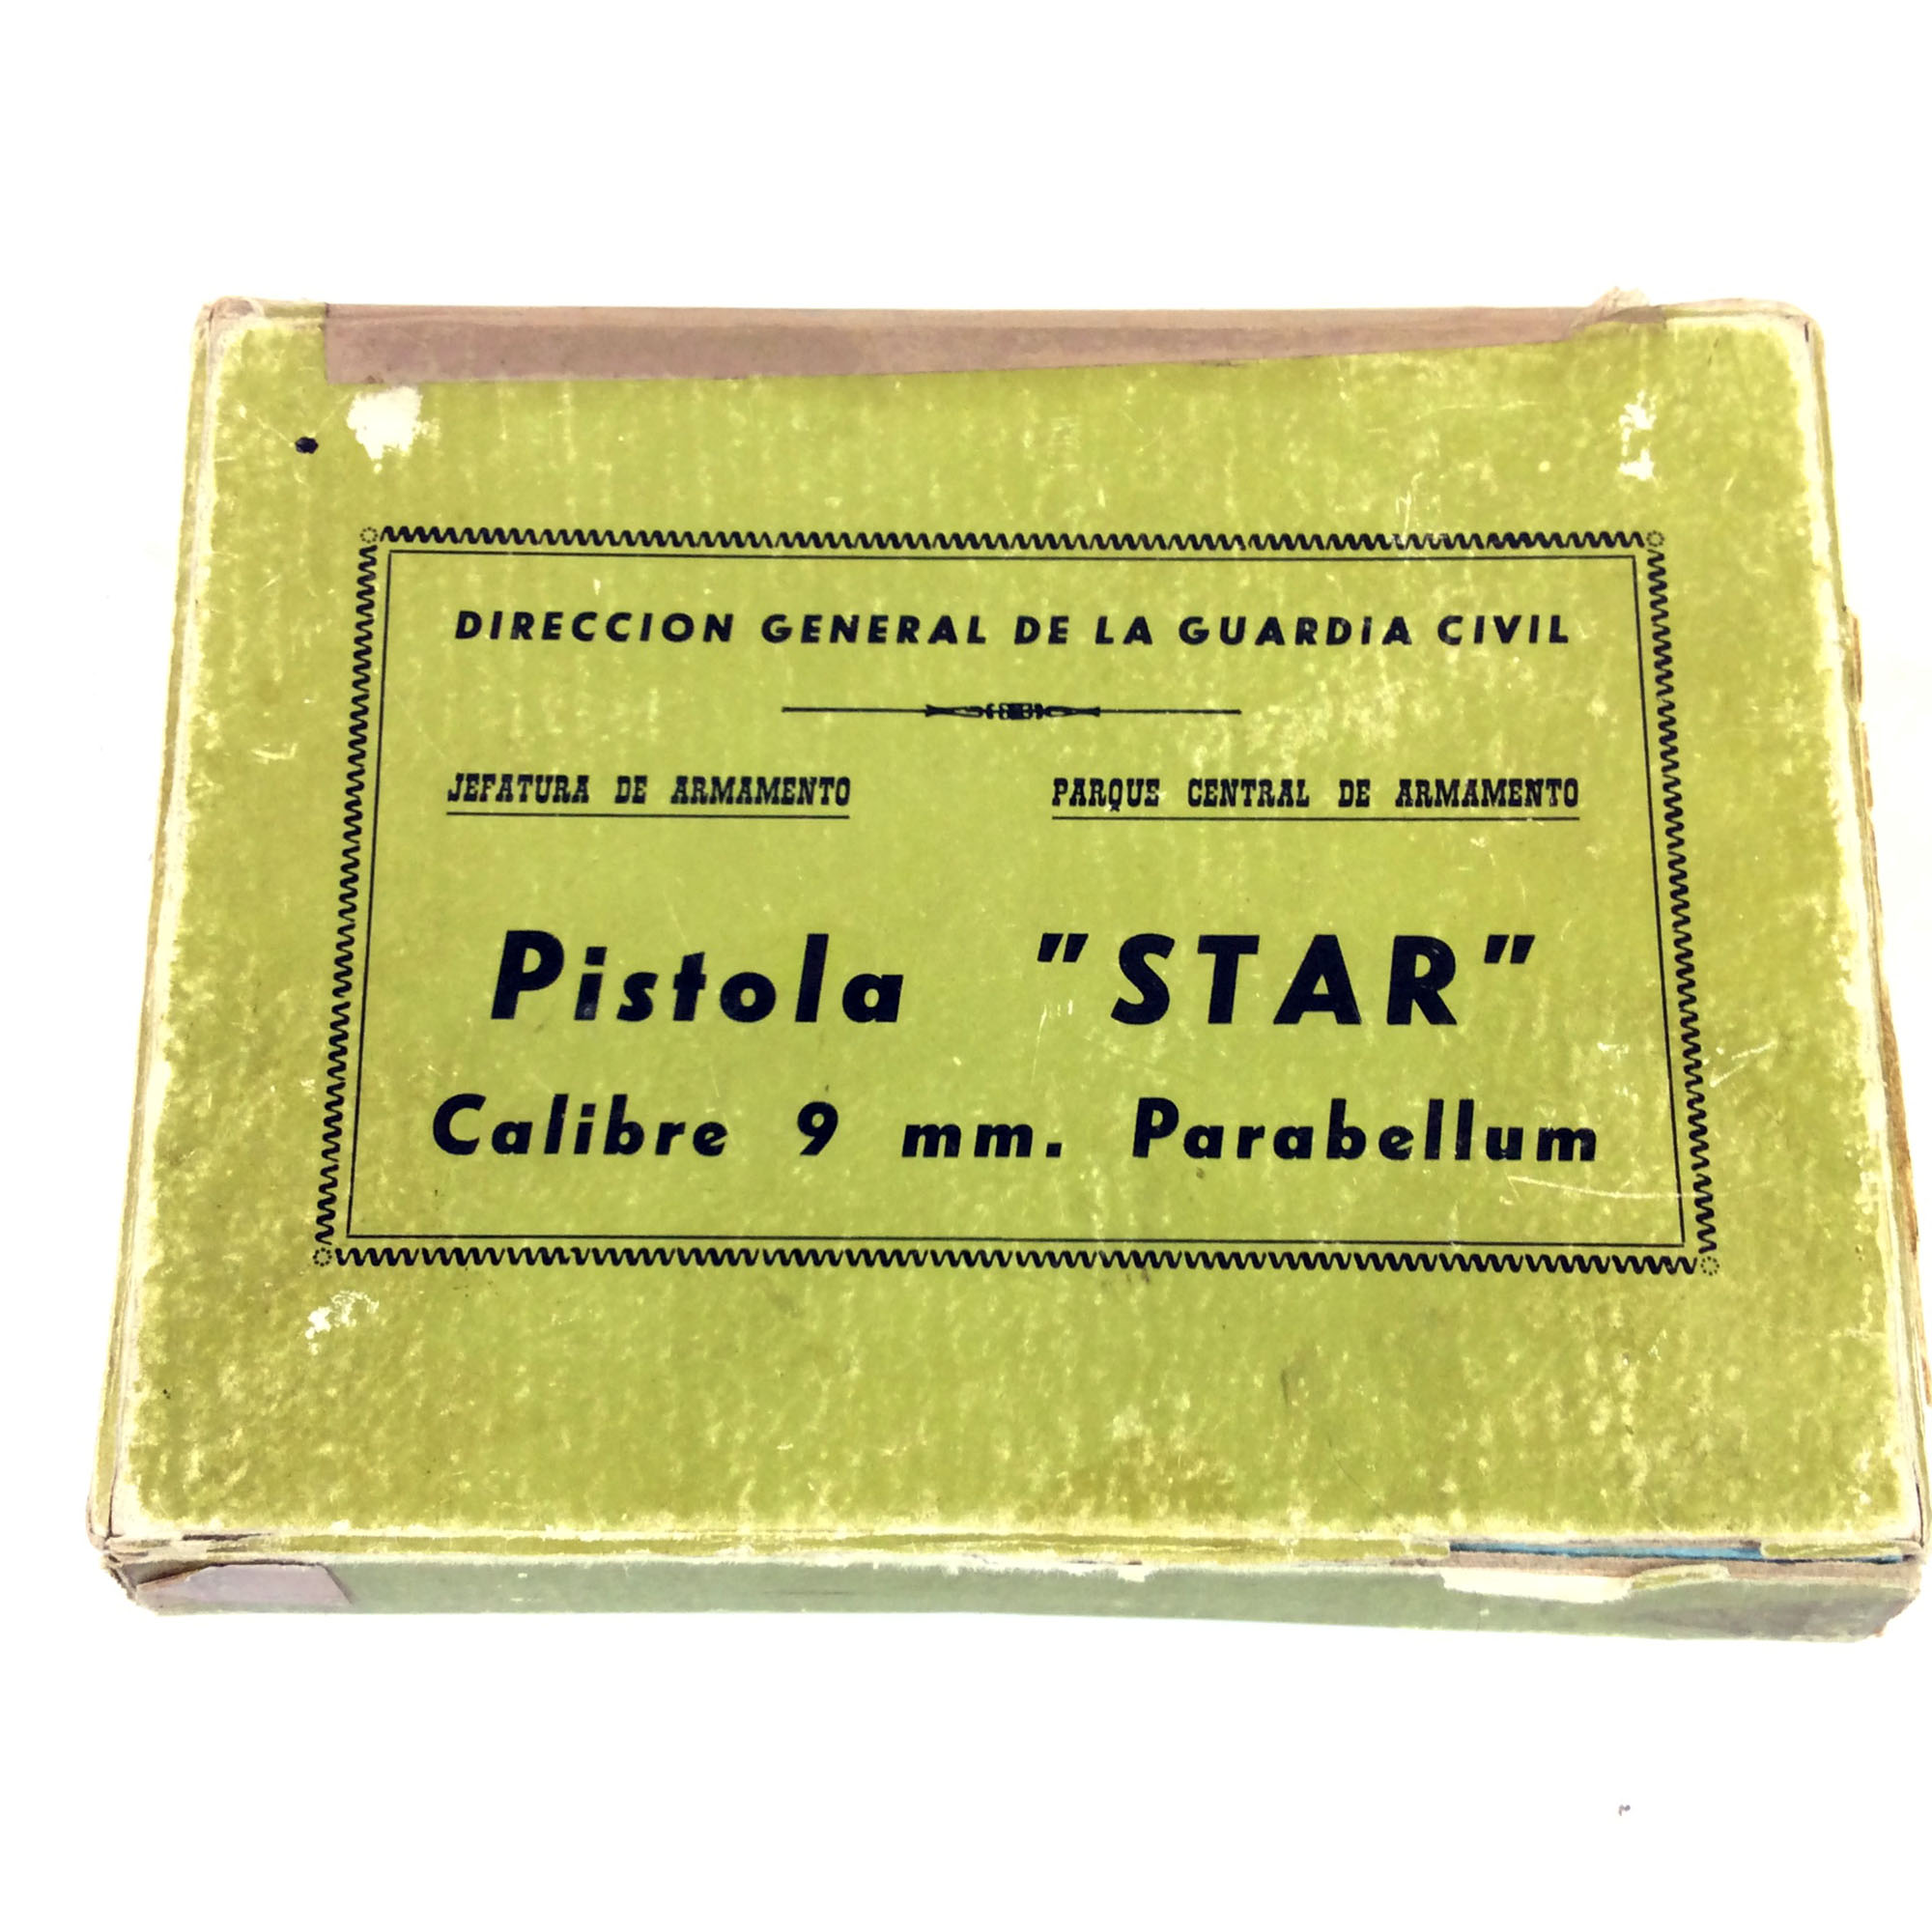 DIRECCION GENERAL DE LA GUARDiA CIVIL
JEFATURA DE ARMAMENTO
PARQUE CENTRAL DE ARMAMENTO
Pistola "STAR"
Calibre 9 mm. Parabellum